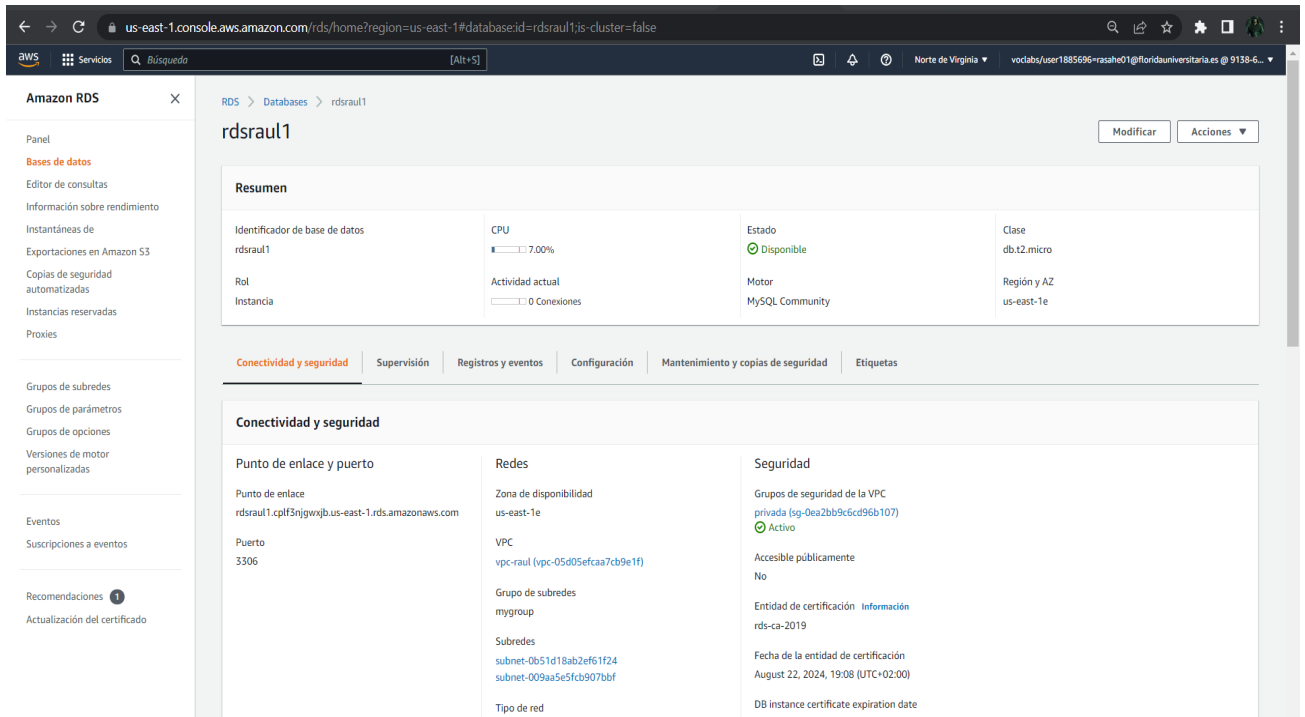 us-east-1.console.aws.amazon.com/rds/home?region=us-east-1#database:id=rdsraul1;is-cluster=false
aws Servicios Búsqueda [Alt+S] Norte de Virginia voclabs/user1885696=rasahe01@floridauniversitaria.es @ 9138-6...
Amazon RDS
Panel
Bases de datos
Editor de consultas
Información sobre rendimiento
Instantáneas de
Exportaciones en Amazon S3
Copias de seguridad
automatizadas
Instancias reservadas
Proxies
Grupos de subredes
Grupos de parámetros
Grupos de opciones
Versiones de motor
personalizadas
Eventos
Suscripciones a eventos
Recomendaciones 1
Actualización del certificado
RDS > Databases > rdsraul1
rdsraul1
Modificar Acciones
Resumen
Identificador de base de datos
rdsraul1
CPU
7.00%
Estado
Disponible
Clase
db.t2.micro
Rol
Instancia
Actividad actual
0 Conexiones
Motor
MySQL Community
Región y AZ
us-east-1e
Conectividad y seguridad Supervisión Registros y eventos Configuración Mantenimiento y copias de seguridad Etiquetas
Conectividad y seguridad
Punto de enlace y puerto
Punto de enlace
rdsraul1.cplf3njgwxjb.us-east-1.rds.amazonaws.com
Puerto
3306
Redes
Zona de disponibilidad
us-east-1e
VPC
vpc-raul (vpc-05d05efcaa7cb9e1f)
Grupo de subredes
mygroup
Subredes
subnet-0b51d18ab2ef61f24
subnet-009aa5e5fcb907bbf
Tipo de red
Seguridad
Grupos de seguridad de la VPC
privada (sg-0ea2bb9c6cd96b107)
Activo
Accesible públicamente
No
Entidad de certificación Información
rds-ca-2019
Fecha de la entidad de certificación
August 22, 2024, 19:08 (UTC+02:00)
DB instance certificate expiration date